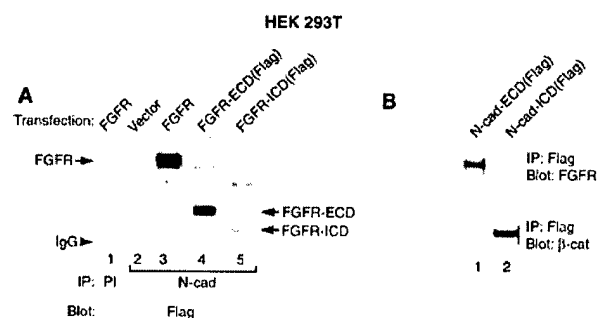 HEK 293T
A
Transfection: FGFR Vector FGFR FGFR-ECD(Flag) FGFR-ICD(Flag)
FGFR
FGFR-ECD
FGFR-ICD
IgG
1 2 3 4 5
IP: PI N-cad
Blot: Flag
B
N-cad-ECD(Flag) N-cad-ICD(Flag)
IP: Flag
Blot: FGFR
IP: Flag
Blot: β-cat
1 2